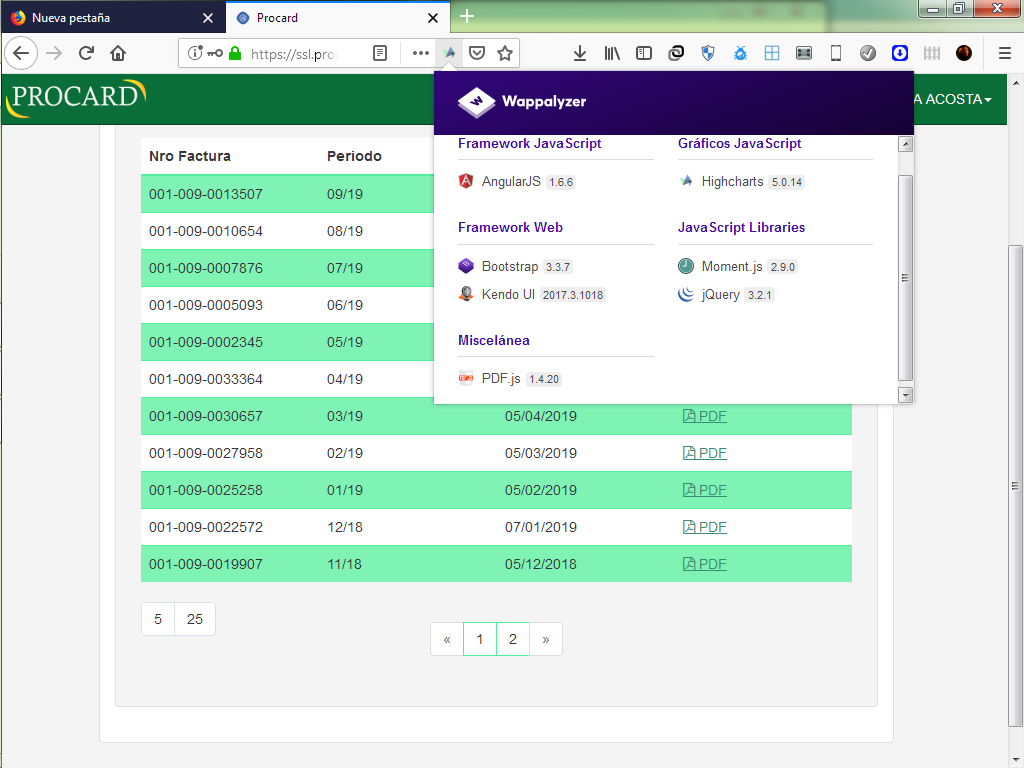 Nueva pestaña
Procard
https://ssl.pro
PROCARD
A ACOSTA
Wappalyzer
Framework JavaScript
AngularJS 1.6.6
Gráficos JavaScript
Highcharts 5.0.14
Framework Web
Bootstrap 3.3.7
Kendo UI 2017.3.1018
JavaScript Libraries
Moment.js 2.9.0
jQuery 3.2.1
Miscelánea
PDF.js 1.4.20
Nro Factura Periodo
001-009-0013507 09/19
001-009-0010654 08/19
001-009-0007876 07/19
001-009-0005093 06/19
001-009-0002345 05/19
001-009-0033364 04/19
001-009-0030657 03/19 05/04/2019 PDF
001-009-0027958 02/19 05/03/2019 PDF
001-009-0025258 01/19 05/02/2019 PDF
001-009-0022572 12/18 07/01/2019 PDF
001-009-0019907 11/18 05/12/2018 PDF
5 25
« 1 2 »